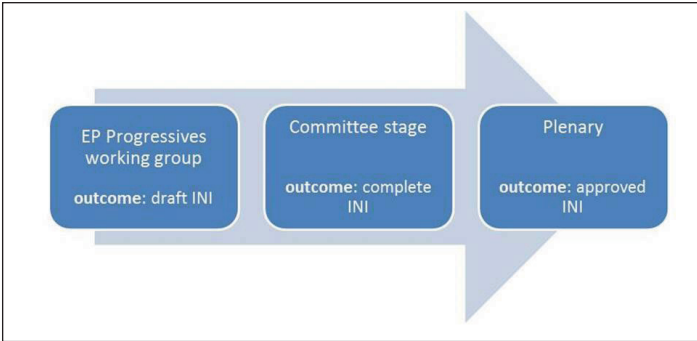 EP Progressives
working group
outcome: draft INI
Committee stage
outcome: complete
INI
Plenary
outcome: approved
INI